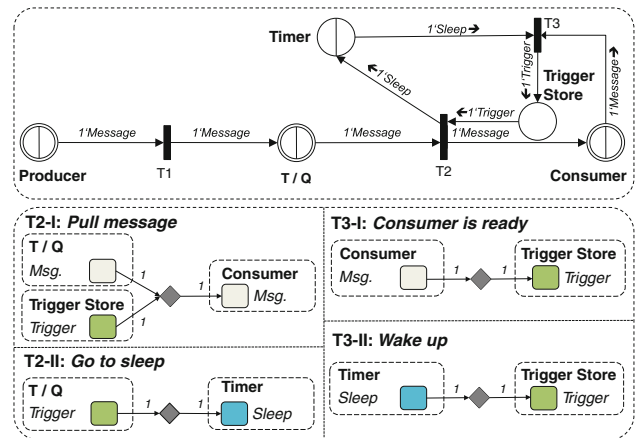 1‘Sleep→
T3
Timer
1‘Trigger
←
Trigger
Store
1‘Message→
←1‘Sleep
←1‘Trigger
1‘Message
1‘Message
1‘Message
1‘Message
Producer
T1
T / Q
T2
Consumer
T2-I: Pull message
T / Q
Msg.
1
Trigger Store
Trigger
1
1
Consumer
Msg.
T3-I: Consumer is ready
Consumer
Msg.
1
1
Trigger Store
Trigger
T2-II: Go to sleep
T / Q
Trigger
1
1
Timer
Sleep
T3-II: Wake up
Timer
Sleep
1
1
Trigger Store
Trigger